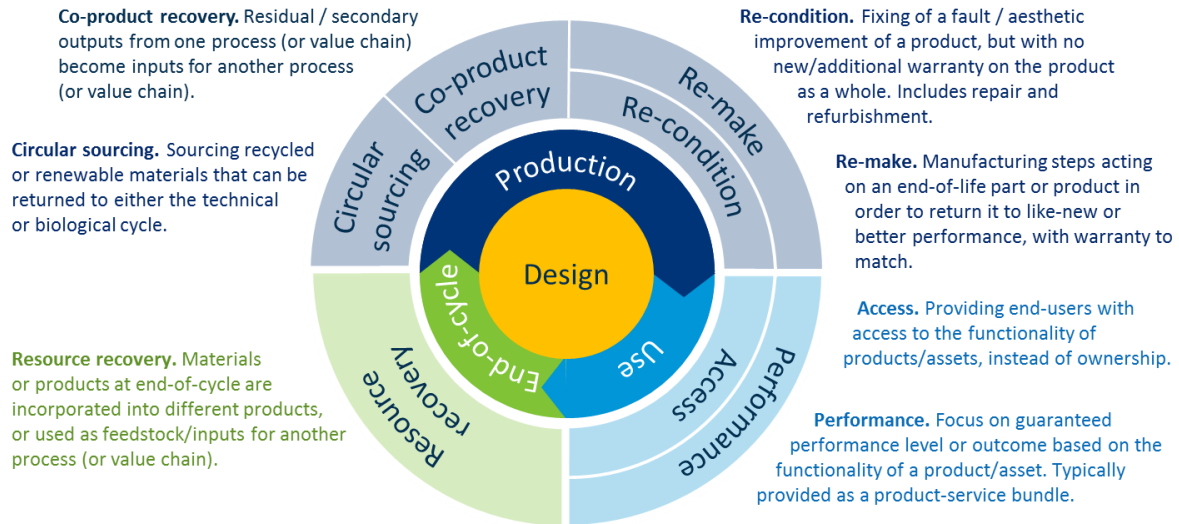 Co-product recovery. Residual / secondary
outputs from one process (or value chain)
become inputs for another process
(or value chain).
Circular sourcing. Sourcing recycled
or renewable materials that can be
returned to either the technical
or biological cycle.
Resource recovery. Materials
or products at end-of-cycle are
incorporated into different products,
or used as feedstock/inputs for another
process (or value chain).
Co-product
recovery
Circular
sourcing
Re-make
Re-condition
Production
Design
End-of-cycle
Use
Resource
recovery
Access
Performance
Re-condition. Fixing of a fault / aesthetic
improvement of a product, but with no
new/additional warranty on the product
as a whole. Includes repair and
refurbishment.
Re-make. Manufacturing steps acting
on an end-of-life part or product in
order to return it to like-new or
better performance, with warranty to
match.
Access. Providing end-users with
access to the functionality of
products/assets, instead of ownership.
Performance. Focus on guaranteed
performance level or outcome based on the
functionality of a product/asset. Typically
provided as a product-service bundle.